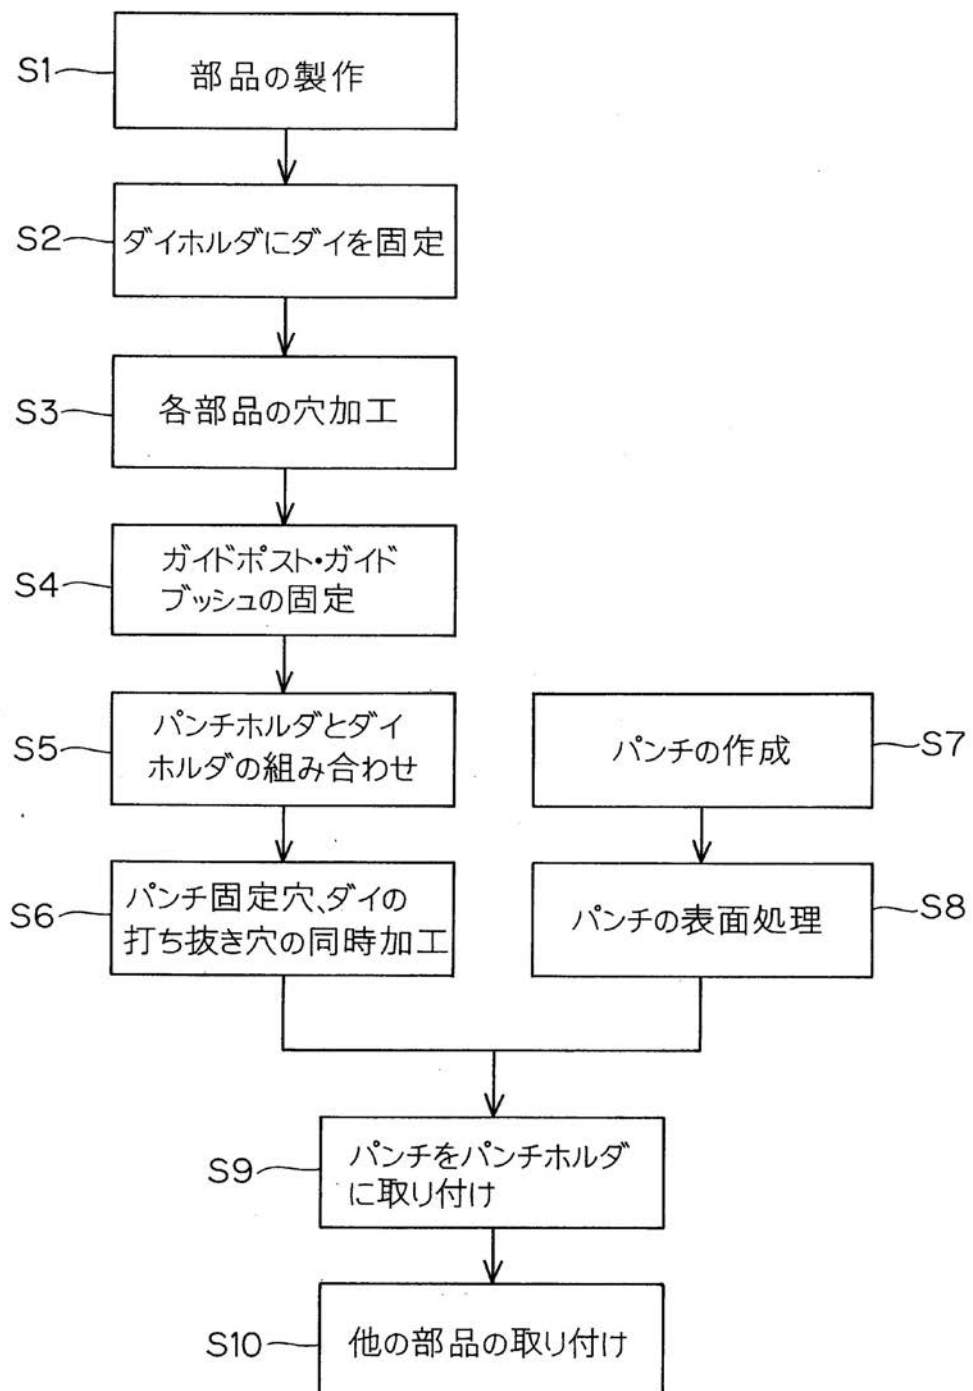 S1
部品の製作
S2
ダイホルダにダイを固定
S3
各部品の穴加工
S4
ガイドポスト・ガイド
ブッシュの固定
S5
パンチホルダとダイ
ホルダの組み合わせ
S6
パンチ固定穴、ダイの
打ち抜き穴の同時加工
パンチの作成
S7
パンチの表面処理
S8
S9
パンチをパンチホルダ
に取り付け
S10
他の部品の取り付け